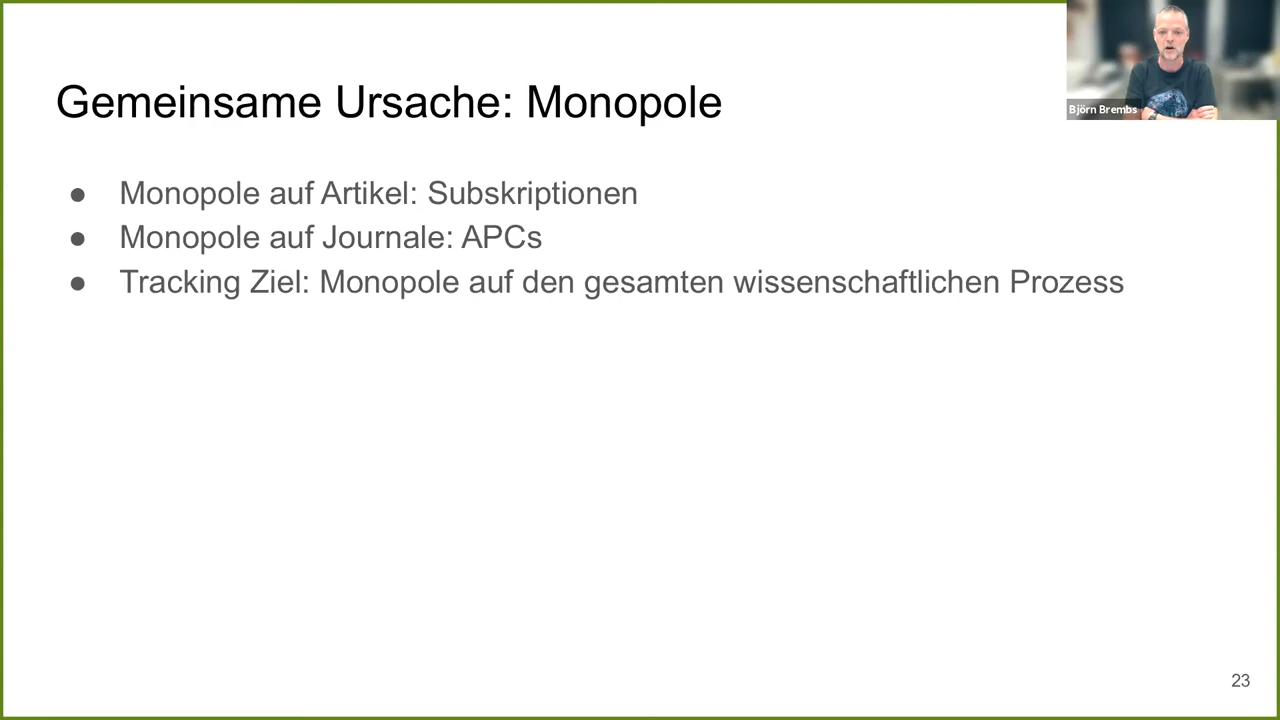 Gemeinsame Ursache: Monopole
Björn Brembs
● Monopole auf Artikel: Subskriptionen
● Monopole auf Journale: APCs
● Tracking Ziel: Monopole auf den gesamten wissenschaftlichen Prozess
23